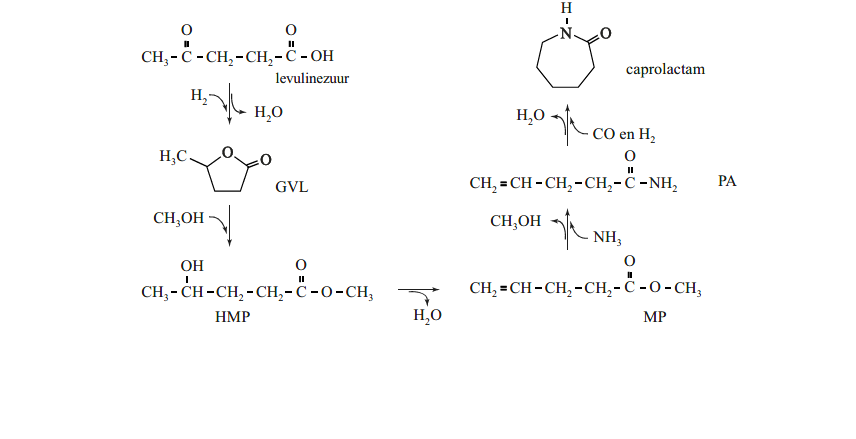 O O
CH₃-C-CH₂-CH₂-C-OH
levulinezuur
H₂
H₂O
H₃C O O
GVL
CH₃OH
OH O
CH₃-CH-CH₂-CH₂-C-O-CH₃
HMP
H₂O
O
CH₂=CH-CH₂-CH₂-C-O-CH₃
MP
CH₃OH
NH₃
O
CH₂=CH-CH₂-CH₂-C-NH₂
PA
H₂O
CO en H₂
H
N O
caprolactam